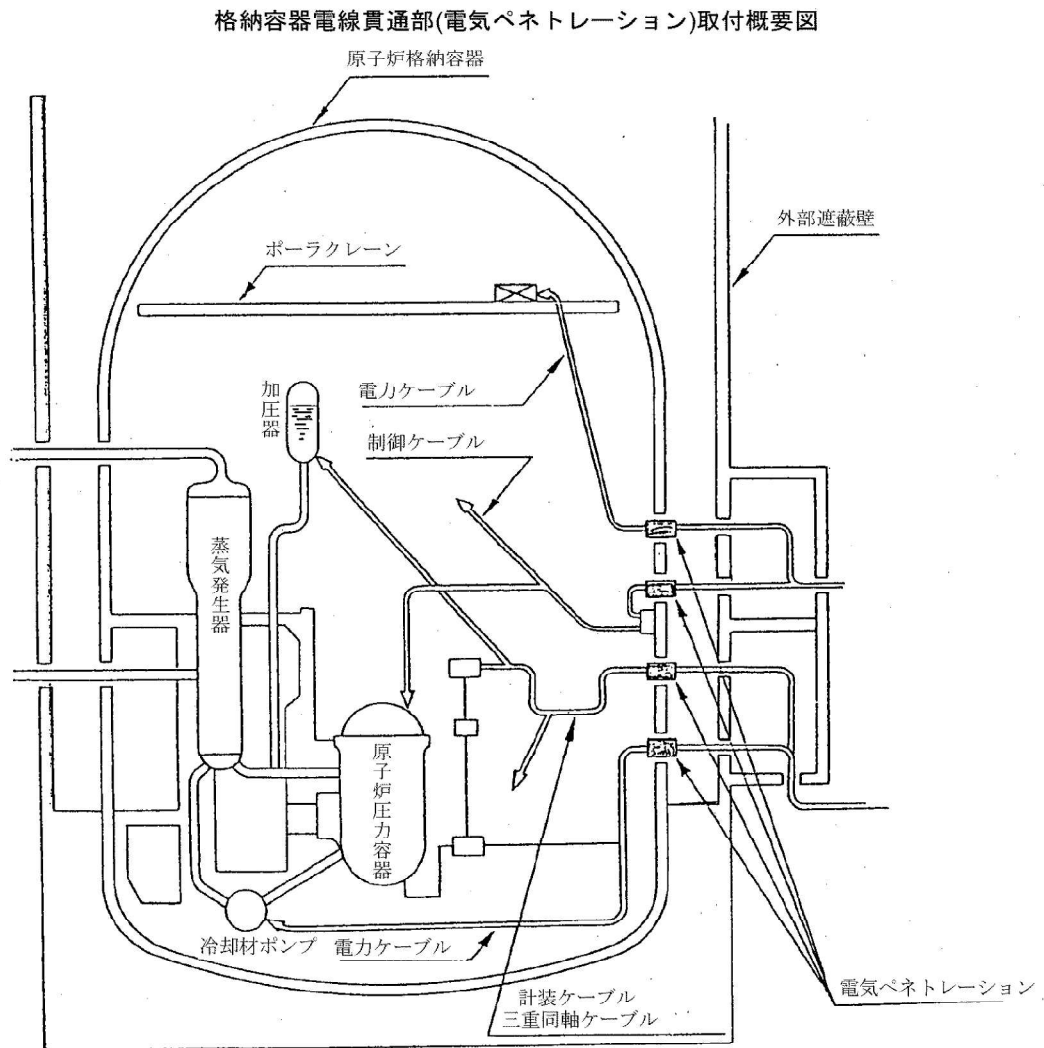 格納容器電線貫通部(電気ペネトレーション)取付概要図
原子炉格納容器
外部遮蔽壁
ポーラクレーン
加圧器
電力ケーブル
制御ケーブル
蒸気発生器
原子炉圧力容器
冷却材ポンプ
電力ケーブル
電気ペネトレーション
計装ケーブル
三重同軸ケーブル